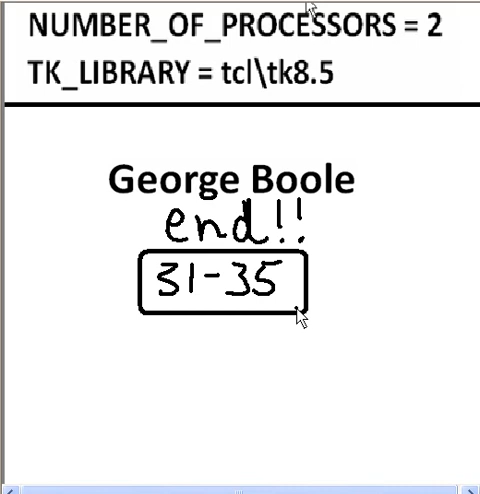 NUMBER_OF_PROCESSORS = 2
TK_LIBRARY = tcl\tk8.5
George Boole
end!!
31-35